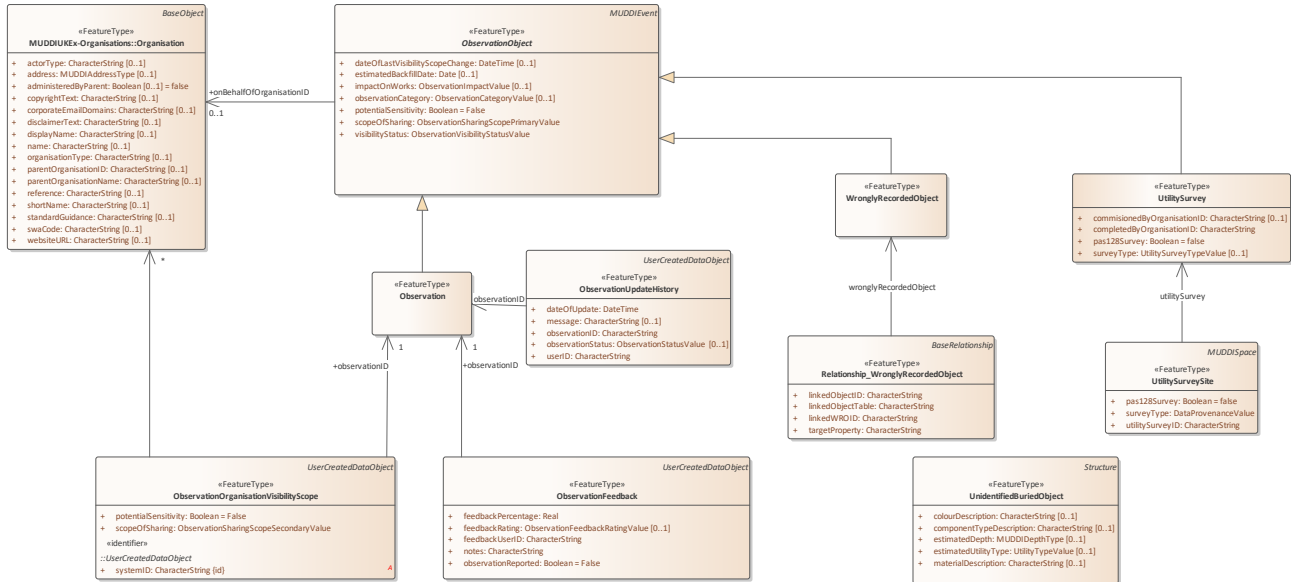 BaseObject
«FeatureType»
MUDDIUKEx-Organisations::Organisation
+ actorType: CharacterString [0..1]
+ address: MUDDIAddressType [0..1]
+ administeredByParent: Boolean [0..1] = false
+ copyrightText: CharacterString [0..1]
+ corporateEmailDomains: CharacterString [0..1]
+ disclaimerText: CharacterString [0..1]
+ displayName: CharacterString [0..1]
+ name: CharacterString [0..1]
+ organisationType: CharacterString [0..1]
+ parentOrganisationID: CharacterString [0..1]
+ parentOrganisationName: CharacterString [0..1]
+ reference: CharacterString [0..1]
+ shortName: CharacterString [0..1]
+ standardGuidance: CharacterString [0..1]
+ swaCode: CharacterString [0..1]
+ websiteURL: CharacterString [0..1]
+onBehalfOfOrganisationID
0..1
MUDDIEvent
«FeatureType»
ObservationObject
+ dateOfLastVisibilityScopeChange: DateTime [0..1]
+ estimatedBackfillDate: Date [0..1]
+ impactOnWorks: ObservationImpactValue [0..1]
+ observationCategory: ObservationCategoryValue [0..1]
+ potentialSensitivity: Boolean = False
+ scopeOfSharing: ObservationSharingScopePrimaryValue
+ visibilityStatus: ObservationVisibilityStatusValue
«FeatureType»
WronglyRecordedObject
«FeatureType»
UtilitySurvey
+ commisionedByOrganisationID: CharacterString [0..1]
+ completedByOrganisationID: CharacterString
+ pas128Survey: Boolean = false
+ surveyType: UtilitySurveyTypeValue [0..1]
*
«FeatureType»
Observation
observationID
UserCreatedDataObject
«FeatureType»
ObservationUpdateHistory
+ dateOfUpdate: DateTime
+ message: CharacterString [0..1]
+ observationID: CharacterString
+ observationStatus: ObservationStatusValue [0..1]
+ userID: CharacterString
wronglyRecordedObject
utilitySurvey
1
1
+observationID
+observationID
BaseRelationship
«FeatureType»
Relationship_WronglyRecordedObject
+ linkedObjectID: CharacterString
+ linkedObjectTable: CharacterString
+ linkedWROID: CharacterString
+ targetProperty: CharacterString
MUDDISpace
«FeatureType»
UtilitySurveySite
+ pas128Survey: Boolean = false
+ surveyType: DataProvenanceValue
+ utilitySurveyID: CharacterString
UserCreatedDataObject
«FeatureType»
ObservationOrganisationVisibilityScope
+ potentialSensitivity: Boolean = False
+ scopeOfSharing: ObservationSharingScopeSecondaryValue
«identifier»
::UserCreatedDataObject
+ systemID: CharacterString {id}
A
UserCreatedDataObject
«FeatureType»
ObservationFeedback
+ feedbackPercentage: Real
+ feedbackRating: ObservationFeedbackRatingValue [0..1]
+ feedbackUserID: CharacterString
+ notes: CharacterString
+ observationReported: Boolean = False
Structure
«FeatureType»
UnidentifiedBuriedObject
+ colourDescription: CharacterString [0..1]
+ componentTypeDescription: CharacterString [0..1]
+ estimatedDepth: MUDDIDepthType [0..1]
+ estimatedUtilityType: UtilityTypeValue [0..1]
+ materialDescription: CharacterString [0..1]